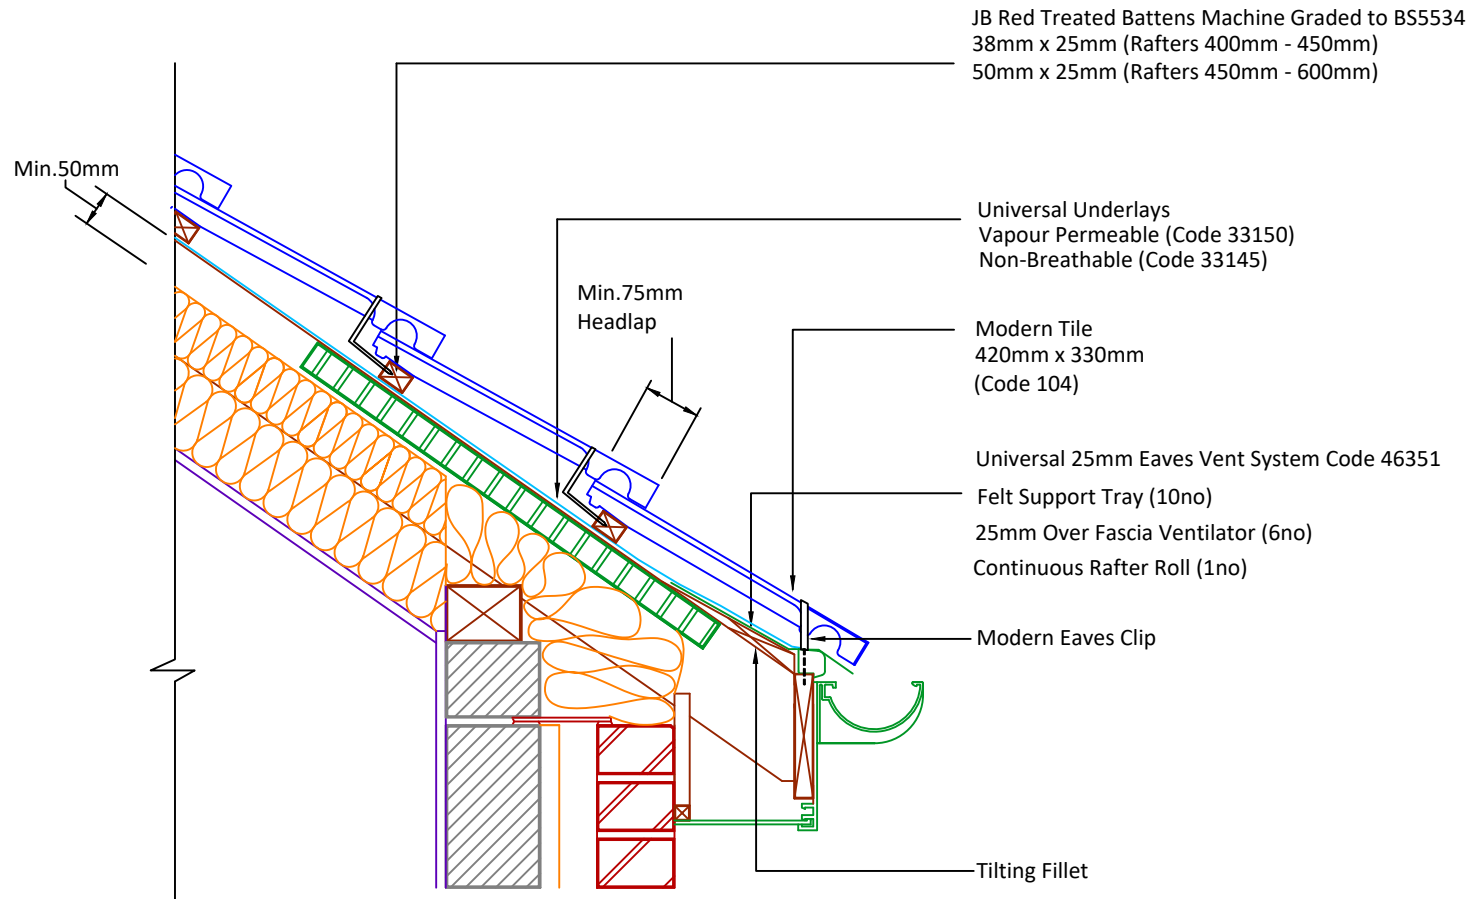 JB Red Treated Battens Machine Graded to BS5534
38mm x 25mm (Rafters 400mm - 450mm)
50mm x 25mm (Rafters 450mm - 600mm)
Min.50mm
Universal Underlays
Vapour Permeable (Code 33150)
Non-Breathable (Code 33145)
Min.75mm
Headlap
Modern Tile
420mm x 330mm
(Code 104)
Universal 25mm Eaves Vent System Code 46351
Felt Support Tray (10no)
25mm Over Fascia Ventilator (6no)
Continuous Rafter Roll (1no)
Modern Eaves Clip
Tilting Fillet